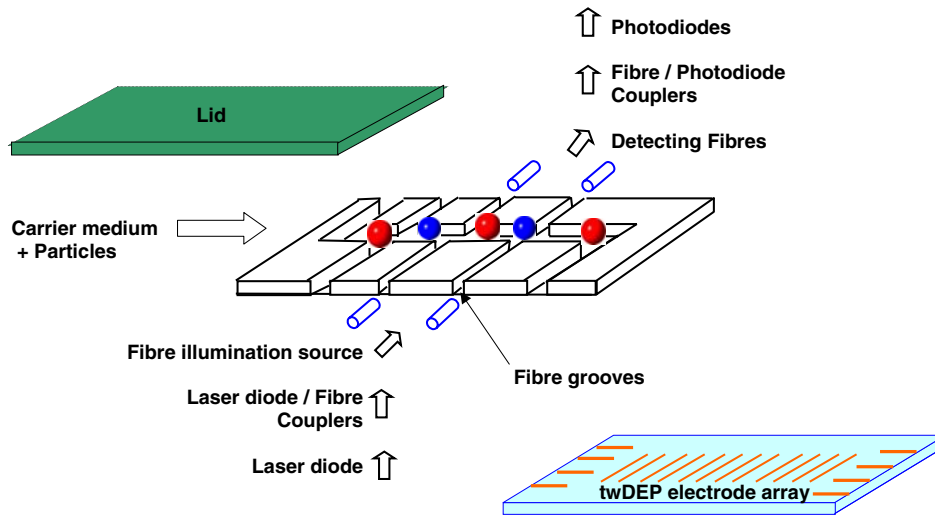 Photodiodes
Fibre / Photodiode
Couplers
Detecting Fibres
Lid
Carrier medium
+ Particles
Fibre illumination source
Fibre grooves
Laser diode / Fibre
Couplers
Laser diode
twDEP electrode array